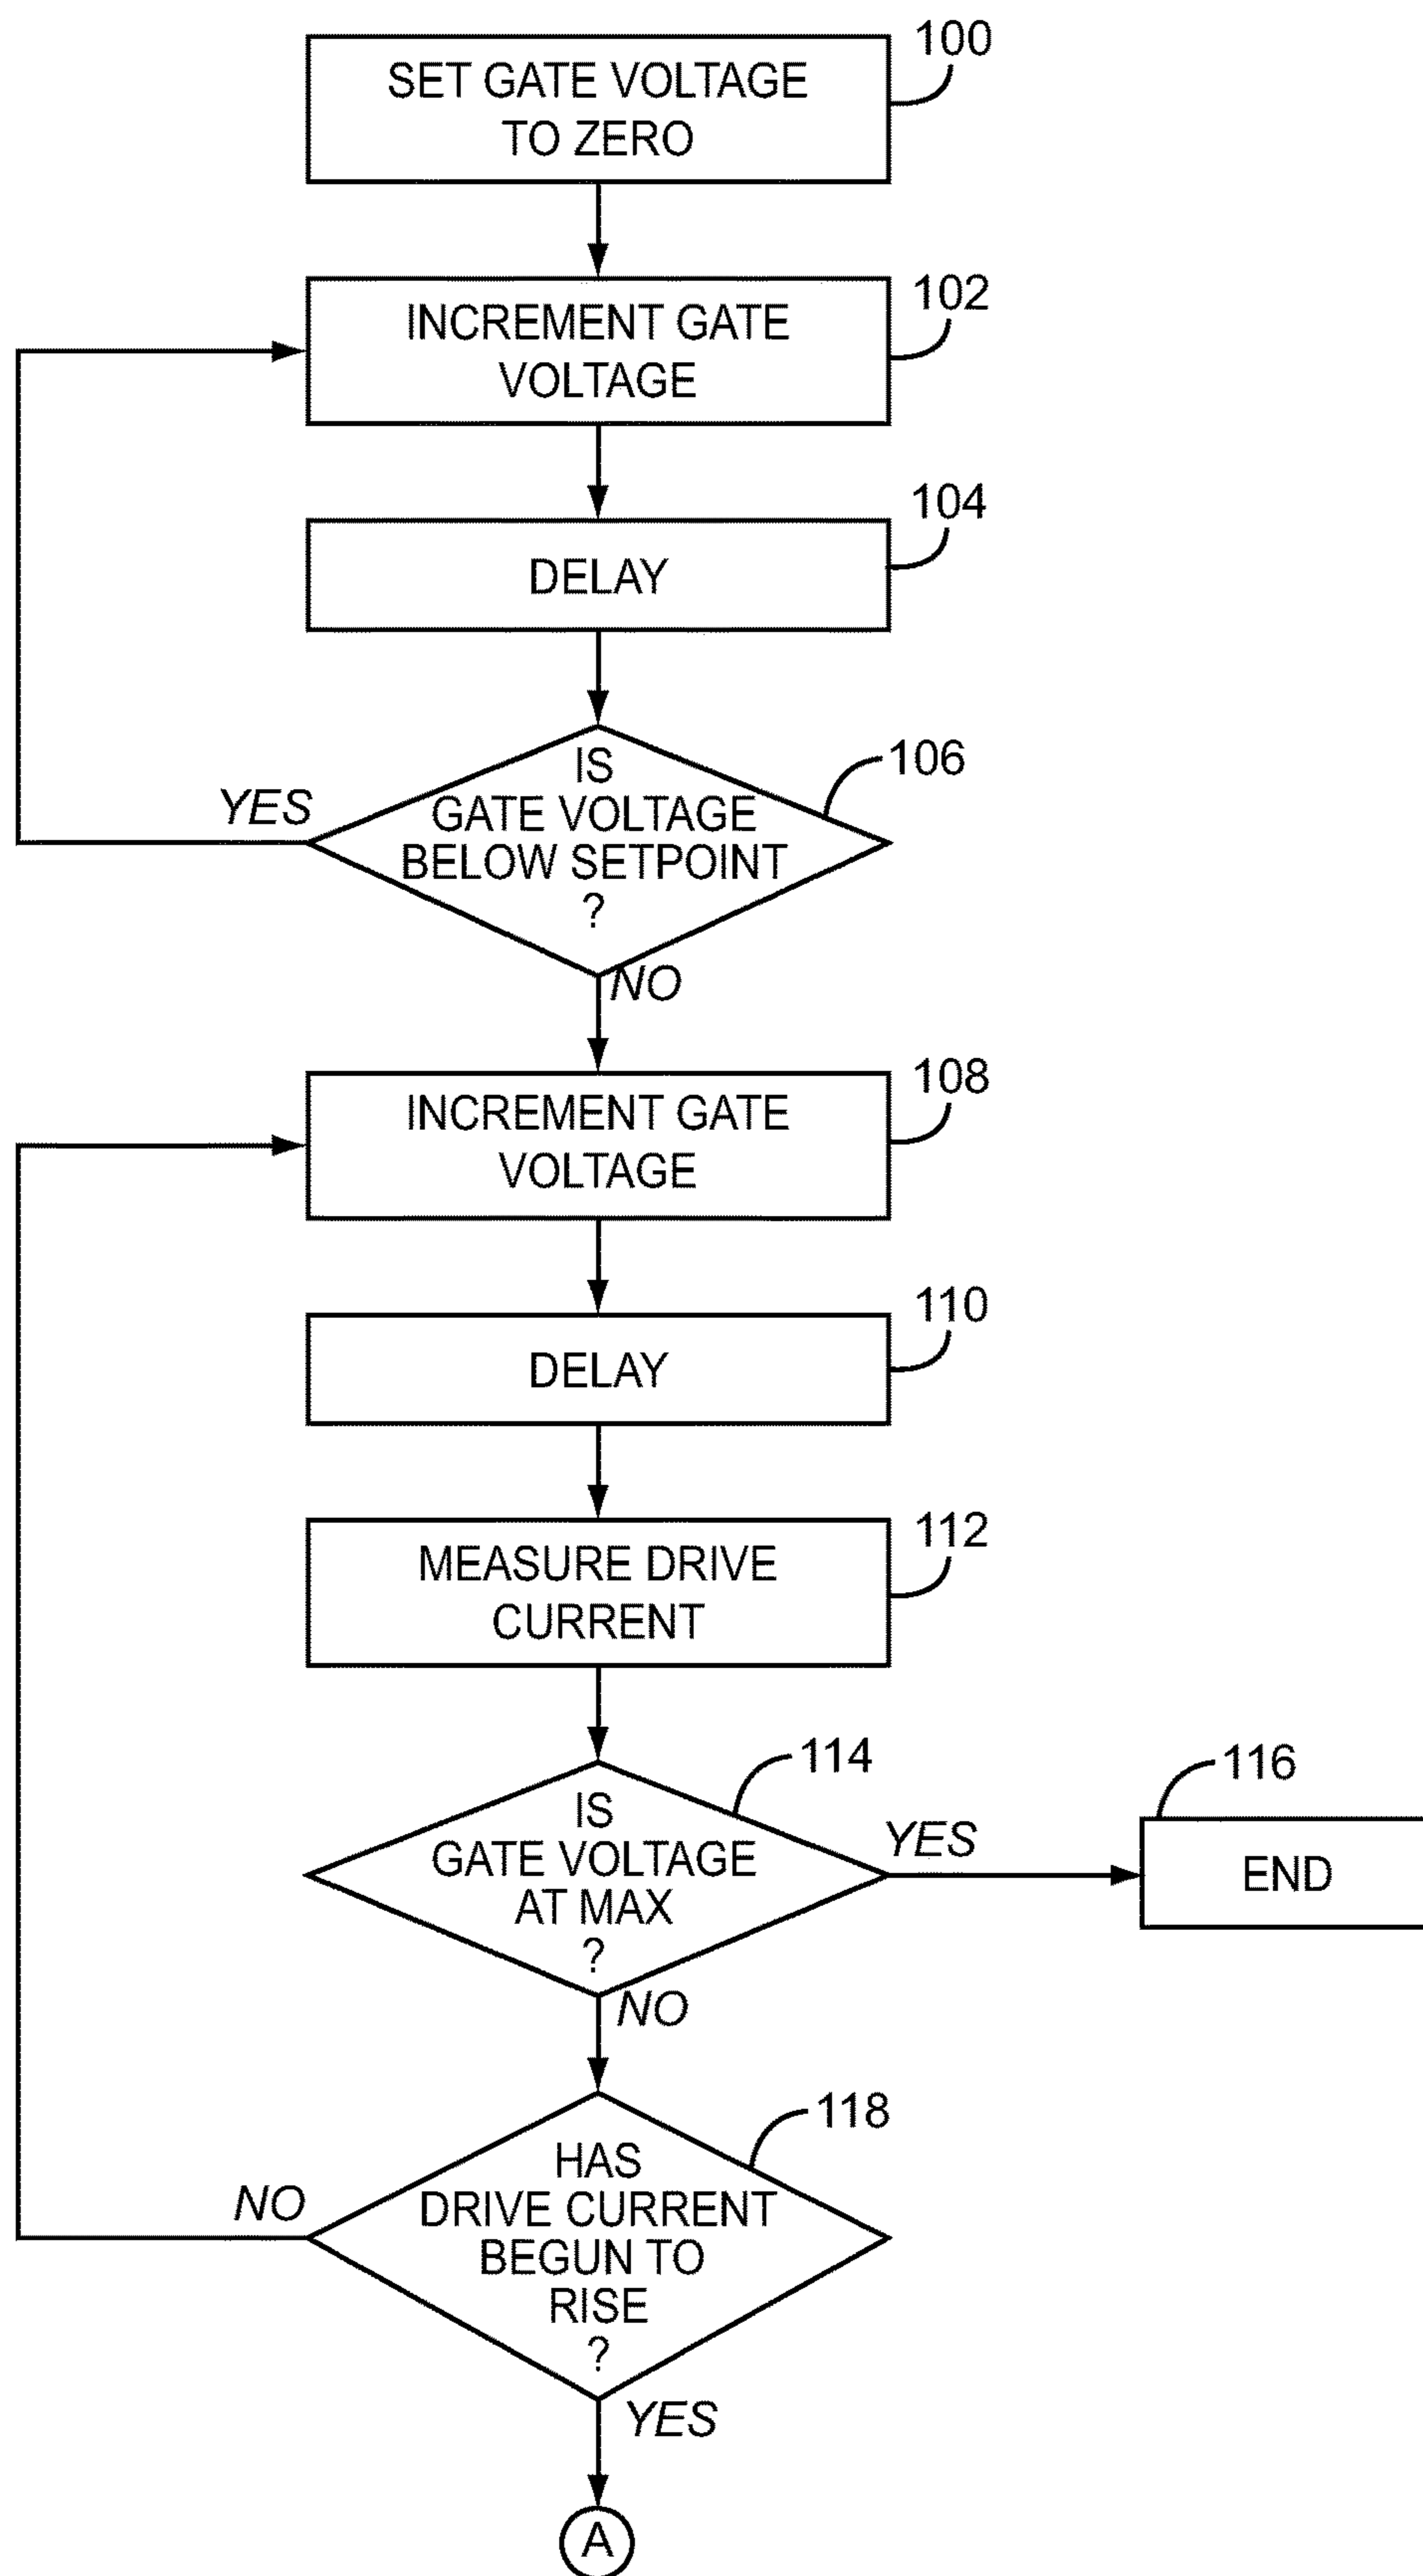 100
SET GATE VOLTAGE
TO ZERO
102
INCREMENT GATE
VOLTAGE
104
DELAY
106
IS
GATE VOLTAGE
BELOW SETPOINT
?
YES
NO
108
INCREMENT GATE
VOLTAGE
110
DELAY
112
MEASURE DRIVE
CURRENT
114
IS
GATE VOLTAGE
AT MAX
?
YES
116
END
NO
118
HAS
DRIVE CURRENT
BEGUN TO
RISE
?
NO
YES
A